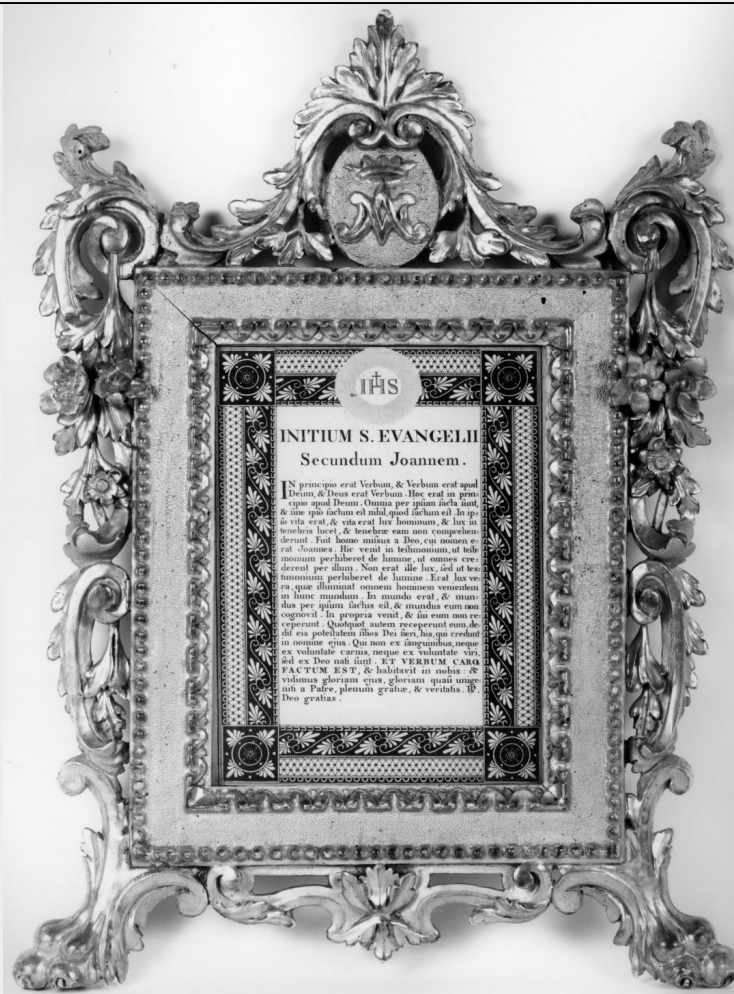 IHS
INITIUM S. EVANGELII
Secundum Joannem.
IN principio erat Verbum, & Verbum erat apud
Deum, & Deus erat Verbum. Hoc erat in prin-
cipio apud Deum. Omnia per ipſum facta ſunt,
& ſine ipſo factum eſt nihil, quod factum eſt. In ip-
ſo vita erat, & vita erat lux hominum, & lux in
tenebris lucet, & tenebræ eam non comprehen-
derunt. Fuit homo miſsus a Deo, cui nomen e-
rat Joannes. Hic venit in teſtimonium, ut teſti-
monium perhiberet de lumine, ut omnes cre-
derent per illum. Non erat ille lux, ſed ut teſ-
timonium perhiberet de lumine. Erat lux ve-
ra, quæ illuminat omnem hominem venientem
in hunc mundum. In mundo erat, & mun-
dus per ipſum factus eſt, & mundus eum non
cognovit. In propria venit, & ſui eum non re-
ceperunt. Quotquot autem receperunt eum, de-
dit eis poteſtatem filios Dei fieri, his, qui credunt
in nomine ejus. Qui non ex ſanguinibus, neque
ex voluntate carnis, neque ex voluntate viri,
ſed ex Deo nati ſunt. ET VERBUM CARO
FACTUM EST, & habitavit in nobis: &
vidimus gloriam ejus, gloriam quaſi unige-
niti a Patre, plenum gratiæ, & veritatis. ℟.
Deo gratias.